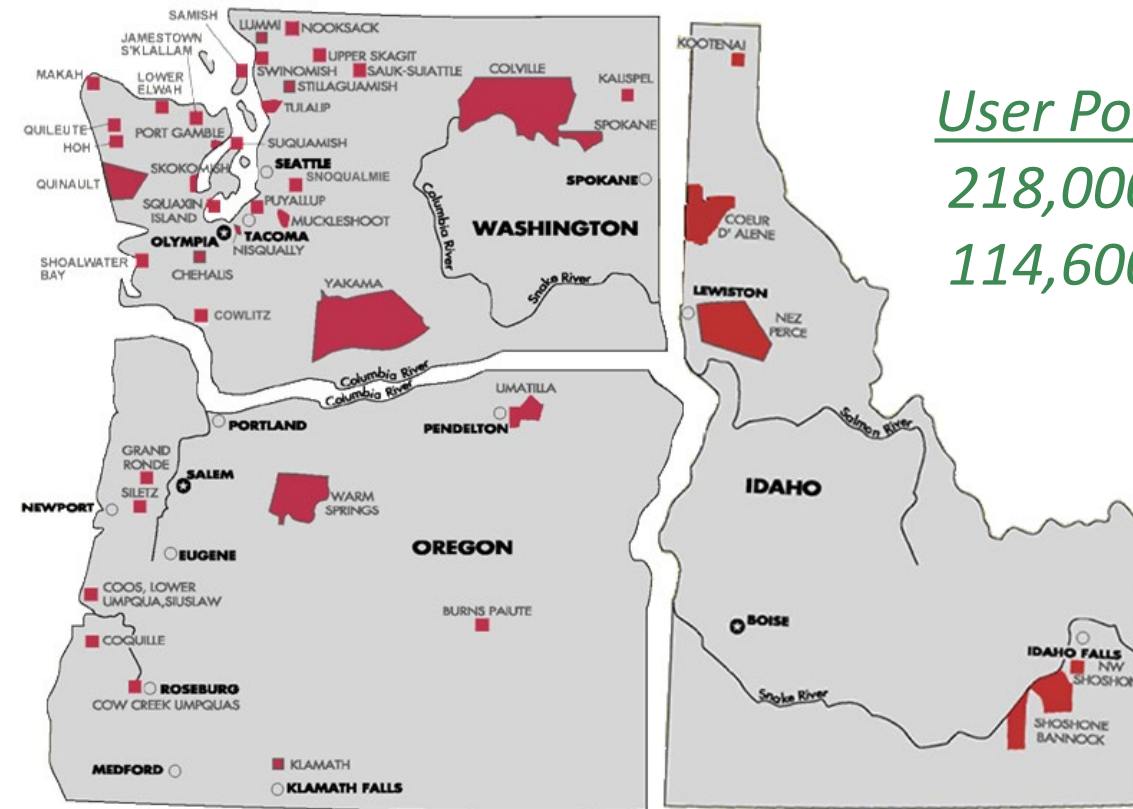 SAMISH
LUMMI
NOOKSACK
JAMESTOWN
S'KLALLAM
UPPER SKAGIT
SWINOMISH
SAUK-SUIATTLE
STILLAGUAMISH
MAKAH
LOWER
ELWAH
TULALIP
QUILEUTE
HOH
PORT GAMBLE
SUQUAMISH
SEATTLE
SKOKOMISH
SNOQUALMIE
QUINAULT
SQUAXIN
ISLAND
PUYALLUP
MUCKLESHOOT
OLYMPIA
TACOMA
NISQUALLY
SHOALWATER
BAY
CHEHALIS
COWLITZ
YAKAMA
COLVILLE
KALISPEL
SPOKANE
SPOKANE
WASHINGTON
Columbia River
Snake River
Columbia River
Columbia River
KOOTENAI
COEUR
D' ALENE
LEWISTON
NEZ
PERCE
User Po
218,000
114,600
UMATILLA
PENDELTON
PORTLAND
GRAND
RONDE
SALEM
SILETZ
NEWPORT
WARM
SPRINGS
EUGENE
OREGON
COOS, LOWER
UMPQUA,SIUSLAW
BURNS PAIUTE
COQUILLE
ROSEBURG
COW CREEK UMPQUAS
MEDFORD
KLAMATH
KLAMATH FALLS
Salmon River
IDAHO
BOISE
Snake River
IDAHO FALLS
NW
SHOSHON
SHOSHONE
BANNOCK